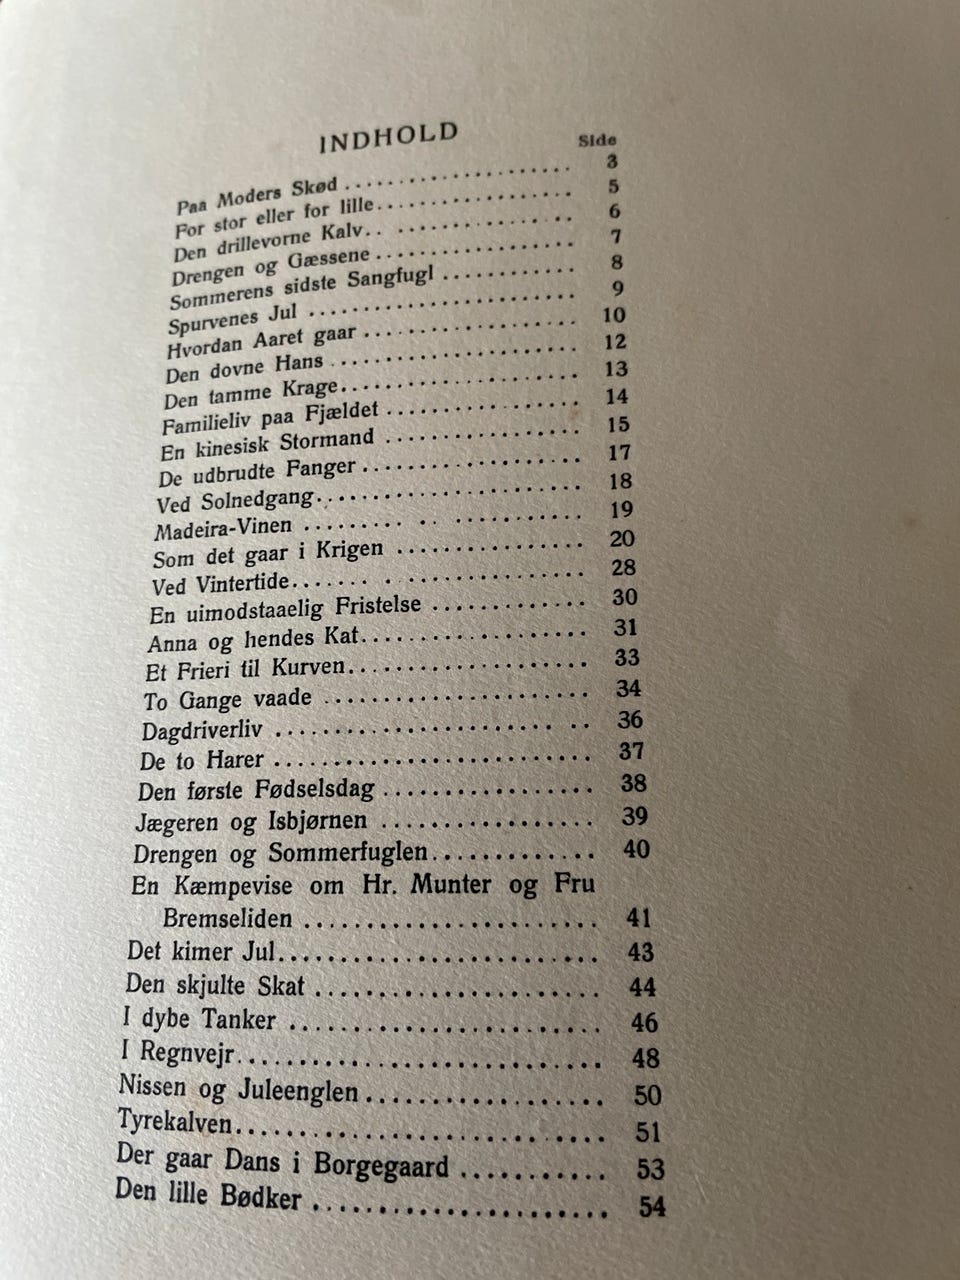 INDHOLD
Side
Paa Moders Skød ........................ 3
For stor eller for lille .................... 5
Den drillevorne Kalv.. .................. 6
Drengen og Gæssene .................... 7
Sommerens sidste Sangfugl ............ 8
Spurvenes Jul ........................ 9
Hvordan Aaret gaar .................... 10
Den dovne Hans ...................... 12
Den tamme Krage...................... 13
Familieliv paa Fjældet .................. 14
En kinesisk Stormand .................. 15
De udbrudte Fanger .................... 17
Ved Solnedgang........................ 18
Madeira-Vinen ........................ 19
Som det gaar i Krigen .................. 20
Ved Vintertide........................ 28
En uimodstaaelig Fristelse .............. 30
Anna og hendes Kat.................... 31
Et Frieri til Kurven.................... 33
To Gange vaade ...................... 34
Dagdriverliv ........................ 36
De to Harer .......................... 37
Den første Fødselsdag .................. 38
Jægeren og Isbjørnen .................. 39
Drengen og Sommerfuglen.............. 40
En Kæmpevise om Hr. Munter og Fru
Bremseliden ...................... 41
Det kimer Jul.......................... 43
Den skjulte Skat ...................... 44
I dybe Tanker ........................ 46
I Regnvejr............................ 48
Nissen og Juleenglen .................. 50
Tyrekalven............................ 51
Der gaar Dans i Borgegaard ............ 53
Den lille Bødker ...................... 54